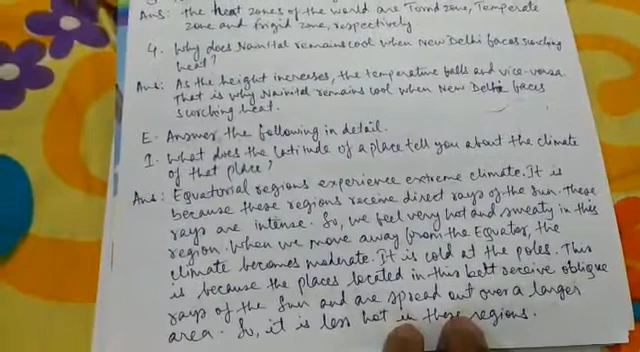 Ans: The heat zones of the world are Torrid zone, Temperate
zone and frigid zone, respectively.
4. Why does Nainital remains cool when New Delhi faces scorching
heat?
Ans: As the height increases, the temperature falls and vice-versa.
That is why Nainital remains cool when New Delhi faces
scorching heat.
E. Answer the following in detail.
1. What does the latitude of a place tell you about the climate
of that place?
Ans: Equatorial regions experience extreme climate. It is
because these regions receive direct rays of the sun. These
rays are intense. So, we feel very hot and sweaty in this
region. When we move away from the Equator, the
climate becomes moderate. It is cold at the poles. This
is because the places located in this belt receive oblique
rays of the Sun and are spread out over a larger
area. So, it is less hot in these regions.